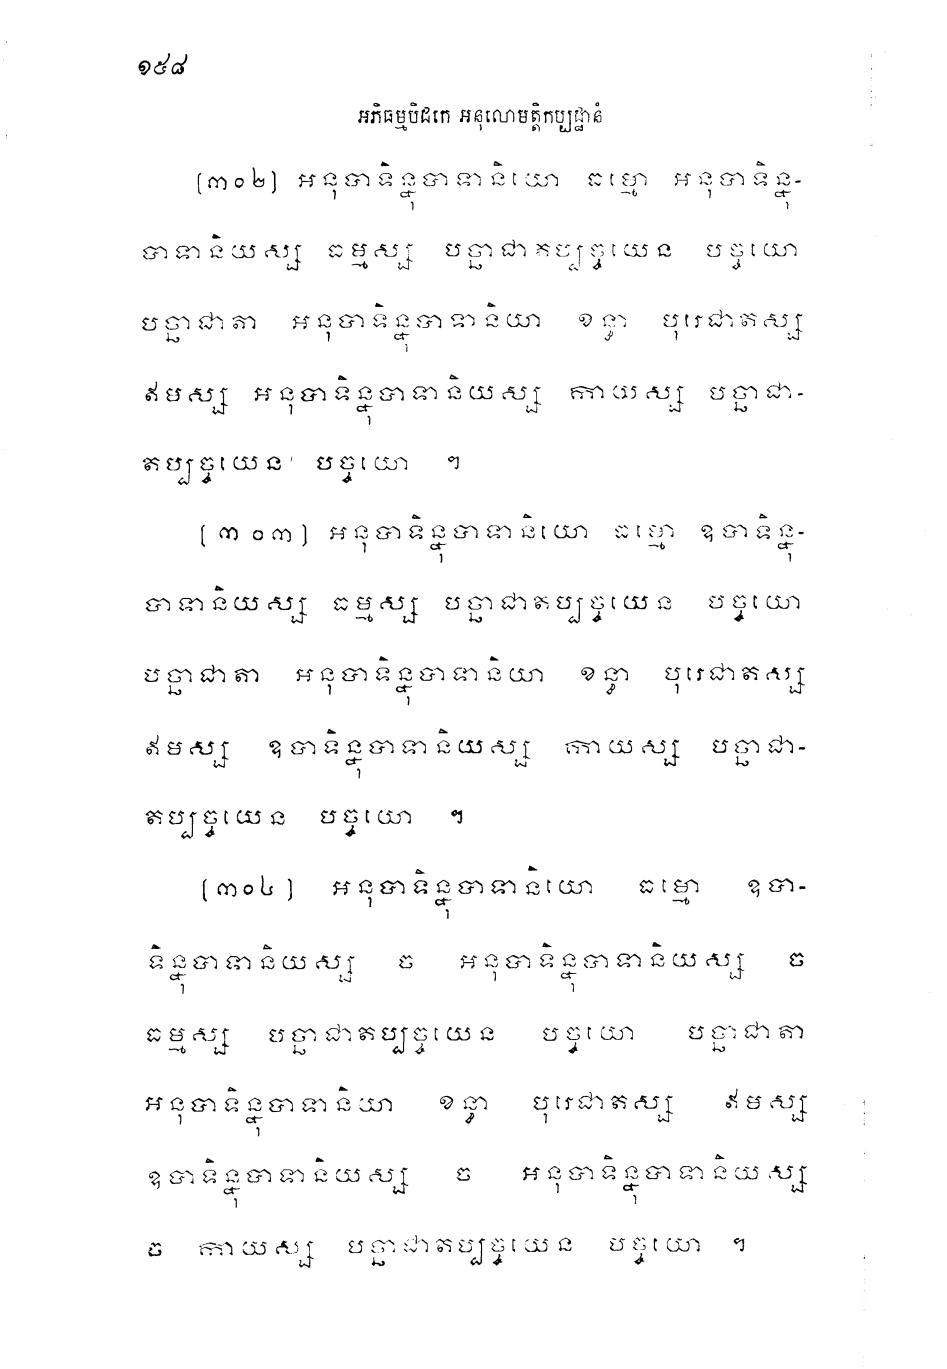 ១៥៨
អភិធម្មបិដកេ អនុលោមត្តិកប្បដ្ឋានំ
[៣០២] អនុបាទិន្នុបាទានិយោ ធម្មោ អនុបាទិន្នុ-
បាទានិយស្ស ធម្មស្ស បច្ឆាជាតប្បច្ចយេន បច្ចយោ
បច្ឆាជាតា អនុបាទិន្នុបាទានិយា ខន្ធា បុរេជាតស្ស
ឥមស្ស អនុបាទិន្នុបាទានិយស្ស កាយស្ស បច្ឆាជា-
តប្បច្ចយេន បច្ចយោ ។
[៣០៣] អនុបាទិន្នុបាទានិយោ ធម្មោ ឧបាទិន្នុ-
បាទានិយស្ស ធម្មស្ស បច្ឆាជាតប្បច្ចយេន បច្ចយោ
បច្ឆាជាតា អនុបាទិន្នុបាទានិយា ខន្ធា បុរេជាតស្ស
ឥមស្ស ឧបាទិន្នុបាទានិយស្ស កាយស្ស បច្ឆាជា-
តប្បច្ចយេន បច្ចយោ ។
[៣០៤] អនុបាទិន្នុបាទានិយោ ធម្មោ ឧបា-
ទិន្នុបាទានិយស្ស ច អនុបាទិន្នុបាទានិយស្ស ច
ធម្មស្ស បច្ឆាជាតប្បច្ចយេន បច្ចយោ បច្ឆាជាតា
អនុបាទិន្នុបាទានិយា ខន្ធា បុរេជាតស្ស ឥមស្ស
ឧបាទិន្នុបាទានិយស្ស ច អនុបាទិន្នុបាទានិយស្ស
ច កាយស្ស បច្ឆាជាតប្បច្ចយេន បច្ចយោ ។